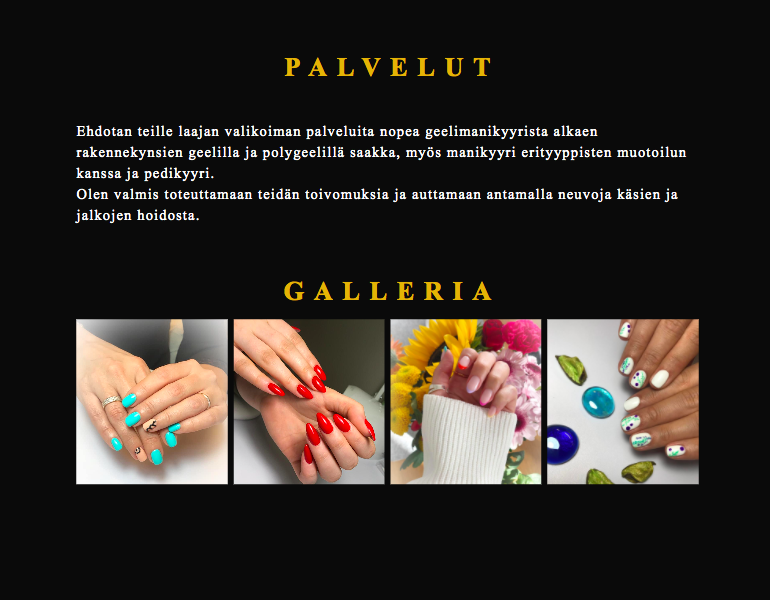 PALVELUT
Ehdotan teille laajan valikoiman palveluita nopea geelimanikyyrista alkaen
rakennekynsien geelilla ja polygeelillä saakka, myös manikyyri erityyppisten muotoilun
kanssa ja pedikyyri.
Olen valmis toteuttamaan teidän toivomuksia ja auttamaan antamalla neuvoja käsien ja
jalkojen hoidosta.
GALLERIA